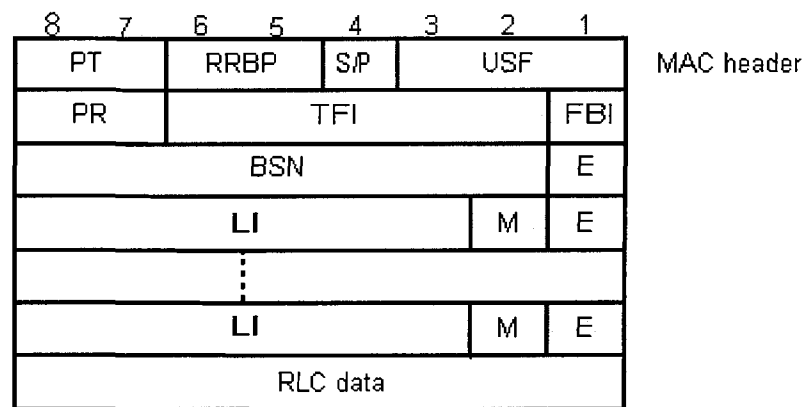 8 7 6 5 4 3 2 1
PT RRBP S/P USF MAC header
PR TFI FBI
BSN E
LI M E
LI M E
RLC data